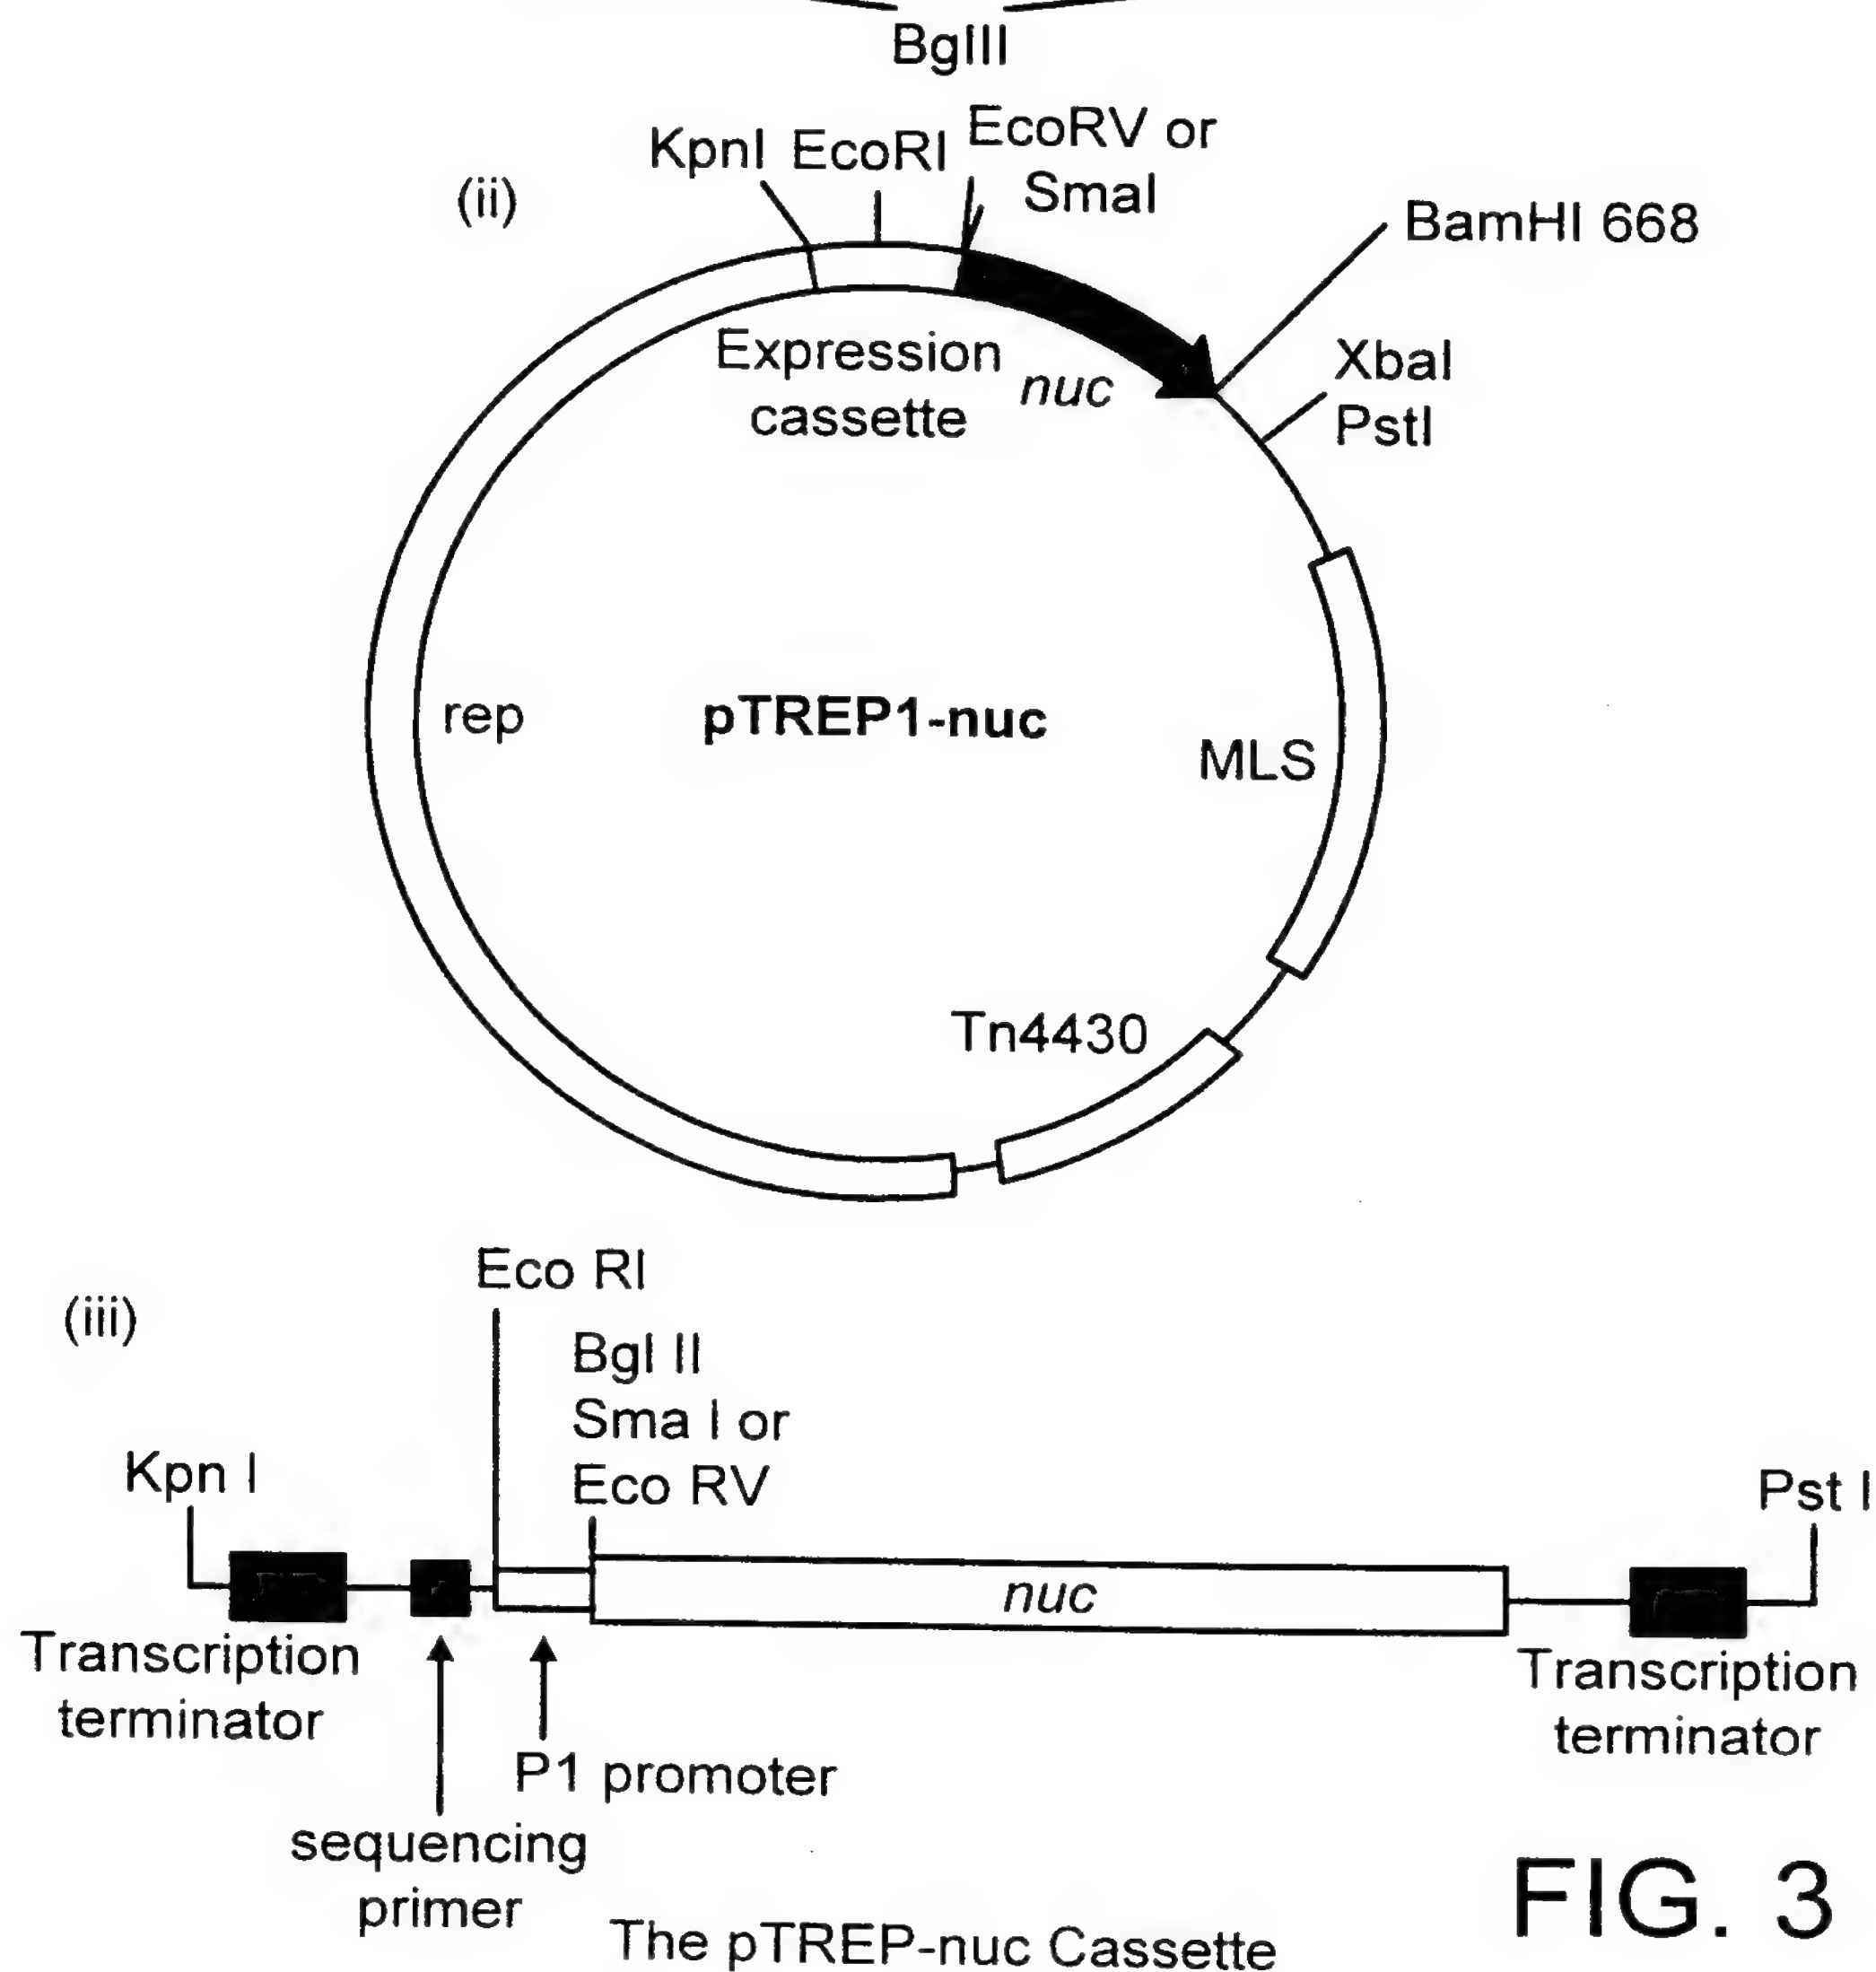 BglII
(ii)
KpnI EcoRI
EcoRV or
SmaI
BamHI 668
Expression
cassette
nuc
XbaI
PstI
rep
pTREP1-nuc
MLS
Tn4430
(iii)
Eco RI
Bgl II
Sma I or
Eco RV
Kpn I
Pst I
nuc
Transcription
terminator
Transcription
terminator
P1 promoter
sequencing
primer
The pTREP-nuc Cassette
FIG. 3